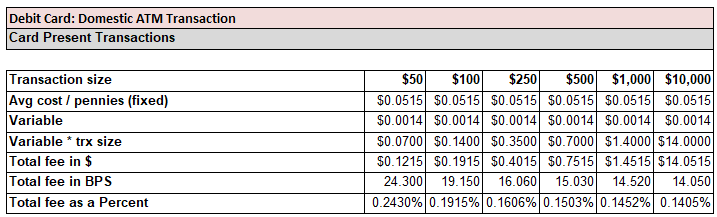 Debit Card: Domestic ATM Transaction
Card Present Transactions
Transaction size $50 $100 $250 $500 $1,000 $10,000
Avg cost / pennies (fixed) $0.0515 $0.0515 $0.0515 $0.0515 $0.0515 $0.0515
Variable $0.0014 $0.0014 $0.0014 $0.0014 $0.0014 $0.0014
Variable * trx size $0.0700 $0.1400 $0.3500 $0.7000 $1.4000 $14.0000
Total fee in $ $0.1215 $0.1915 $0.4015 $0.7515 $1.4515 $14.0515
Total fee in BPS 24.300 19.150 16.060 15.030 14.520 14.050
Total fee as a Percent 0.2430% 0.1915% 0.1606% 0.1503% 0.1452% 0.1405%